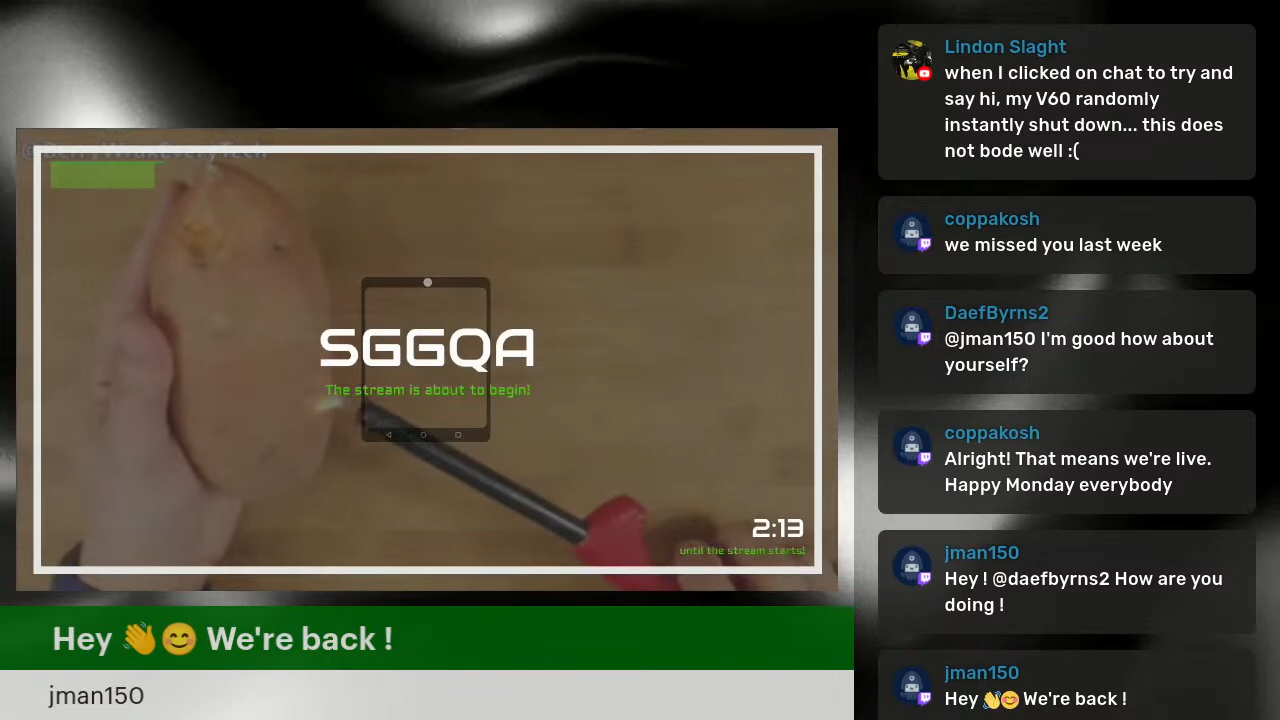 @BerryWraxEveryTech
SGGQA
The stream is about to begin!
2:13
until the stream starts!
Hey 👋😊 We're back !
jman150
Lindon Slaght
when I clicked on chat to try and
say hi, my V60 randomly
instantly shut down... this does
not bode well :(
coppakosh
we missed you last week
DaefByrns2
@jman150 I'm good how about
yourself?
coppakosh
Alright! That means we're live.
Happy Monday everybody
jman150
Hey ! @daefbyrns2 How are you
doing !
jman150
Hey 👋😊 We're back !